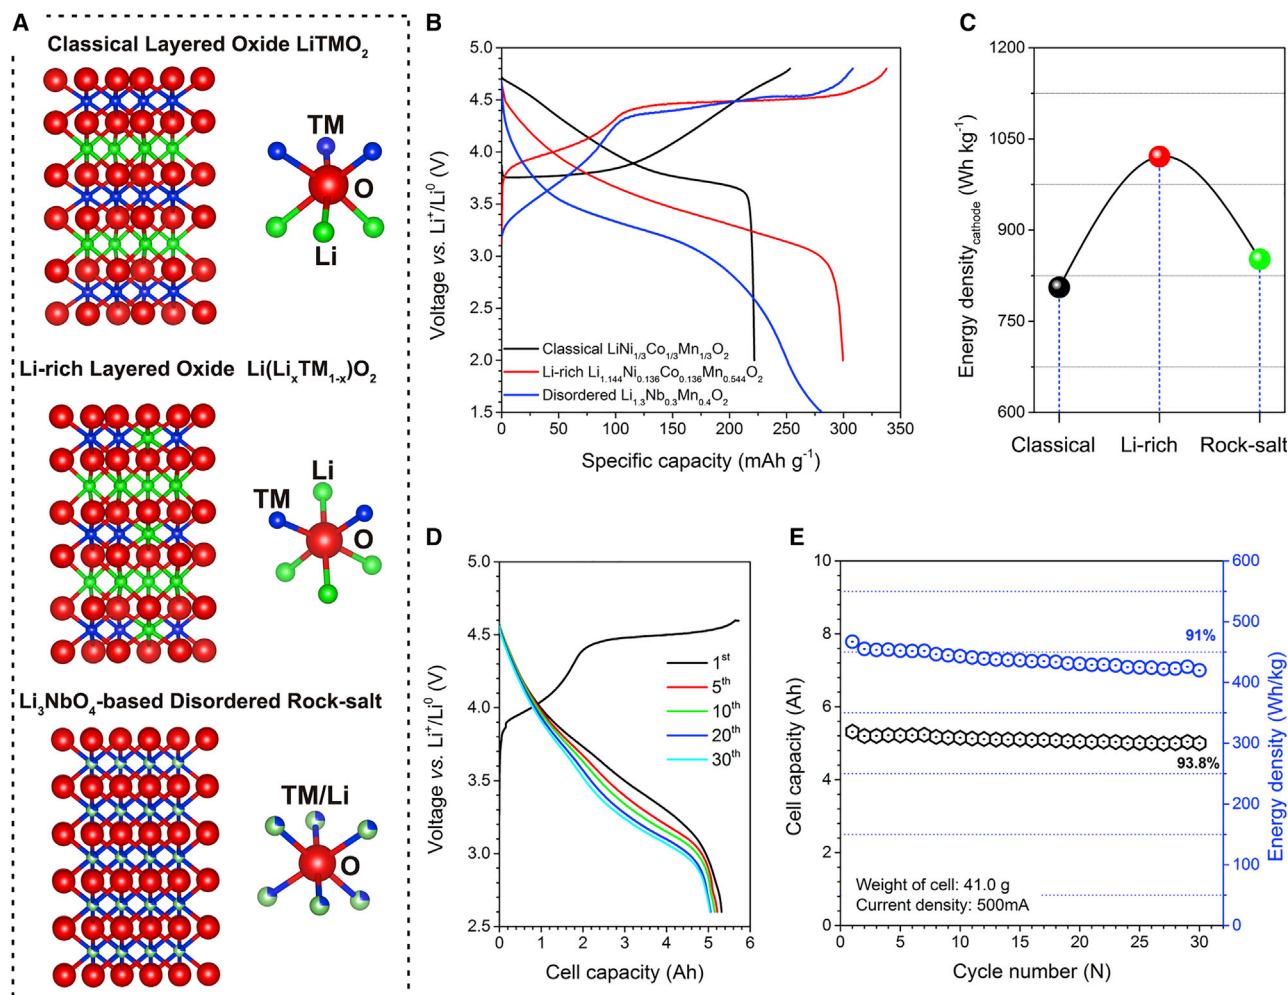 A
Classical Layered Oxide LiTMO₂
TM
O
Li
Li-rich Layered Oxide Li(LiₓTM₁₋ₓ)O₂
Li
TM
O
Li₃NbO₄-based Disordered Rock-salt
TM/Li
O
B
5.0
4.5
4.0
3.5
3.0
2.5
2.0
1.5
Voltage vs. Li⁺/Li⁰ (V)
Classical LiNi₁/₃Co₁/₃Mn₁/₃O₂
Li-rich Li₁.₁₄₄Ni₀.₁₃₆Co₀.₁₃₆Mn₀.₅₄₄O₂
Disordered Li₁.₃Nb₀.₃Mn₀.₄O₂
0 50 100 150 200 250 300 350
Specific capacity (mAh g⁻¹)
C
1200
1050
900
750
600
Energy density_cathode (Wh kg⁻¹)
Classical Li-rich Rock-salt
D
5.0
4.5
4.0
3.5
3.0
2.5
Voltage vs. Li⁺/Li⁰ (V)
1ˢᵗ
5ᵗʰ
10ᵗʰ
20ᵗʰ
30ᵗʰ
0 1 2 3 4 5 6
Cell capacity (Ah)
E
10
8
6
4
2
0
Cell capacity (Ah)
91%
93.8%
Weight of cell: 41.0 g
Current density: 500mA
0 5 10 15 20 25 30
Cycle number (N)
600
500
400
300
200
100
0
Energy density (Wh/kg)